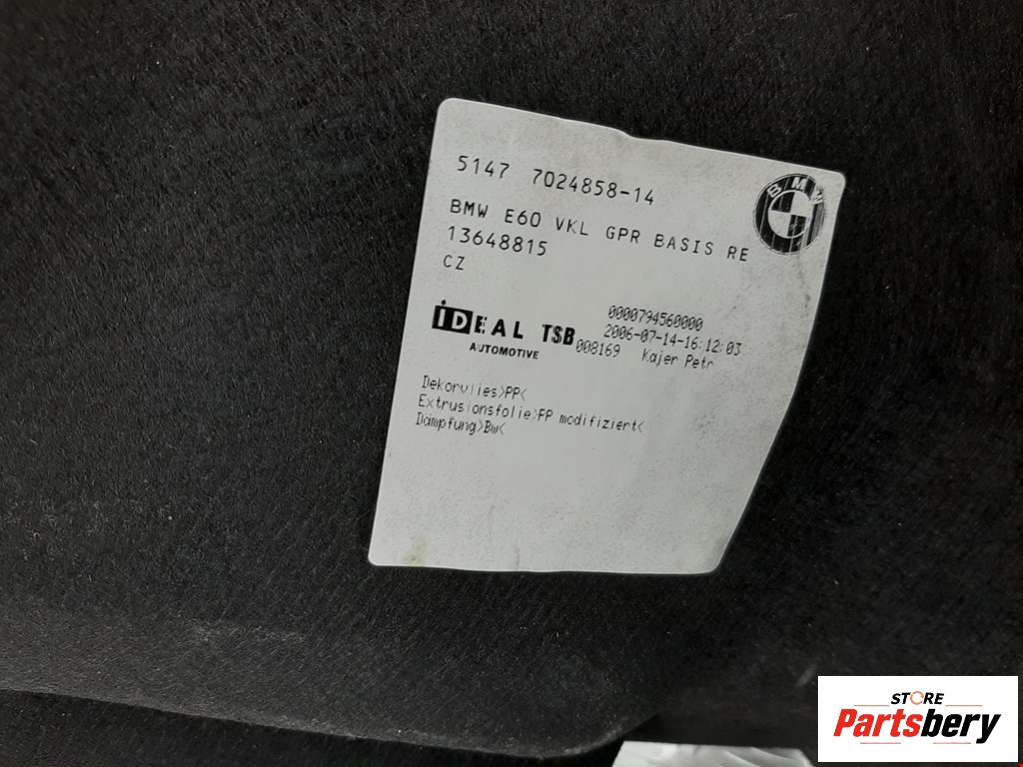 5147 7024858-14
BMW
BMW E60 VKL GPR BASIS RE
13648815
CZ
IDEAL TSB
AUTOMOTIVE
0000794560000
2006-07-14-16:12:03
008169 Kajer Petr
Dekorvlies>PP<
Extrusionsfolie>PP modifiziert<
Dämpfung>Bw<
STORE
Partsbery